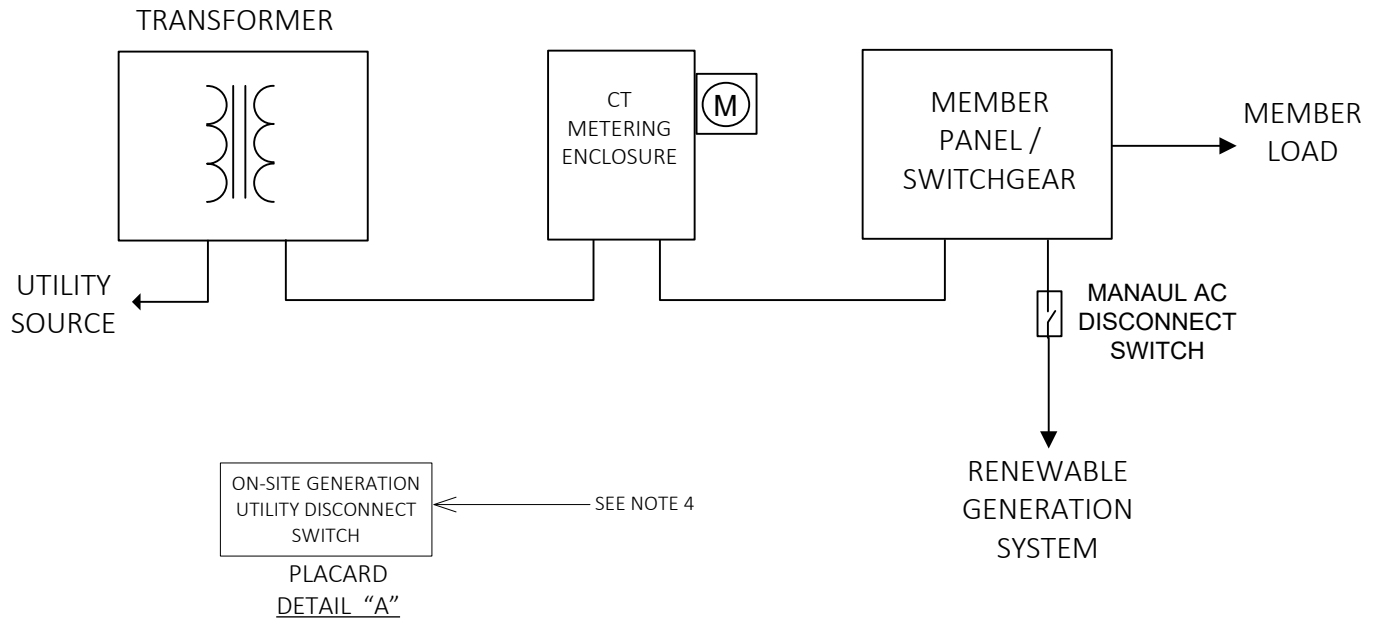 TRANSFORMER
CT
METERING
ENCLOSURE
M
MEMBER
PANEL /
SWITCHGEAR
MEMBER
LOAD
UTILITY
SOURCE
MANAUL AC
DISCONNECT
SWITCH
RENEWABLE
GENERATION
SYSTEM
ON-SITE GENERATION
UTILITY DISCONNECT
SWITCH
SEE NOTE 4
PLACARD
DETAIL “A”